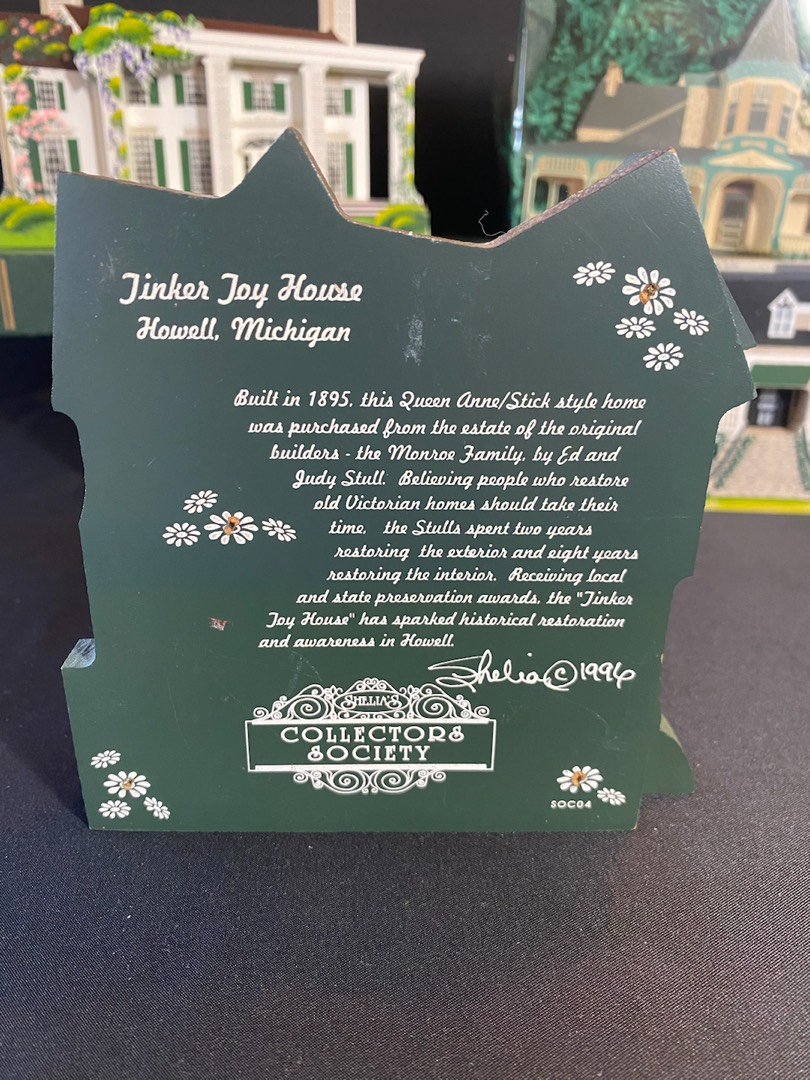 Tinker Toy House
Howell, Michigan
Built in 1895, this Queen Anne/Stick style home
was purchased from the estate of the original
builders - the Monroe Family, by Ed and
Judy Stull. Believing people who restore
old Victorian homes should take their
time, the Stulls spent two years
restoring the exterior and eight years
restoring the interior. Receiving local
and state preservation awards, the "Tinker
Toy House" has sparked historical restoration
and awareness in Howell.
Shelia © 1996
SHELIA'S
COLLECTORS
SOCIETY
SOC04